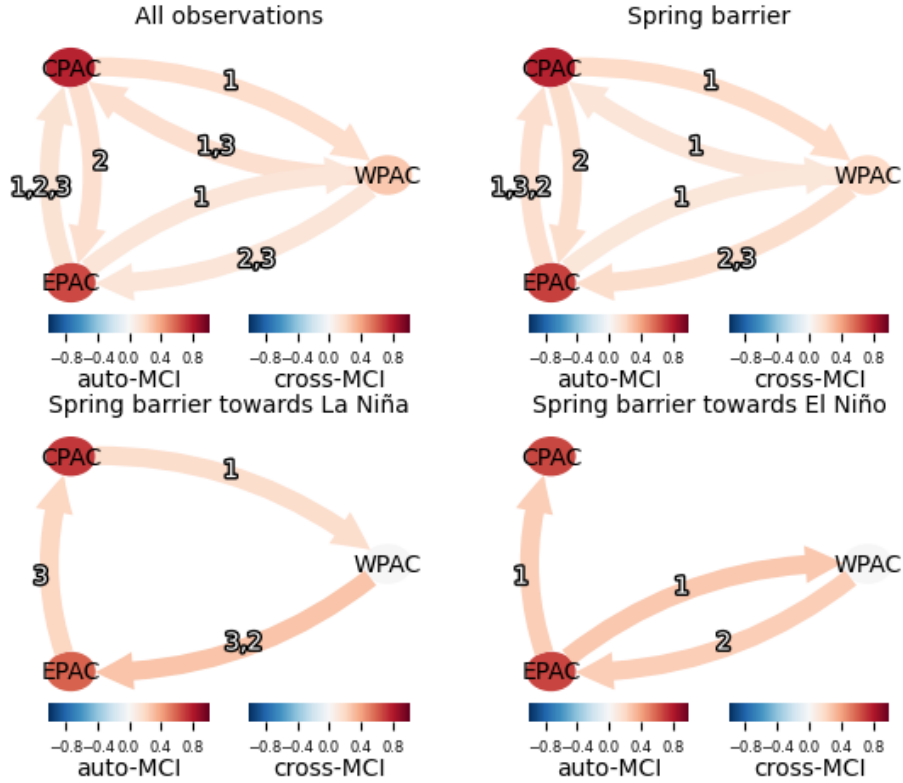 All observations
CPAC
1
1,3
2
WPAC
1,2,3
1
2,3
EPAC
−0.8−0.4 0.0 0.4 0.8
auto-MCI
−0.8−0.4 0.0 0.4 0.8
cross-MCI
Spring barrier
CPAC
1
1
2
WPAC
1,3,2
1
2,3
EPAC
−0.8−0.4 0.0 0.4 0.8
auto-MCI
−0.8−0.4 0.0 0.4 0.8
cross-MCI
Spring barrier towards La Niña
CPAC
1
WPAC
3
3,2
EPAC
−0.8−0.4 0.0 0.4 0.8
auto-MCI
−0.8−0.4 0.0 0.4 0.8
cross-MCI
Spring barrier towards El Niño
CPAC
WPAC
1
1
2
EPAC
−0.8−0.4 0.0 0.4 0.8
auto-MCI
−0.8−0.4 0.0 0.4 0.8
cross-MCI